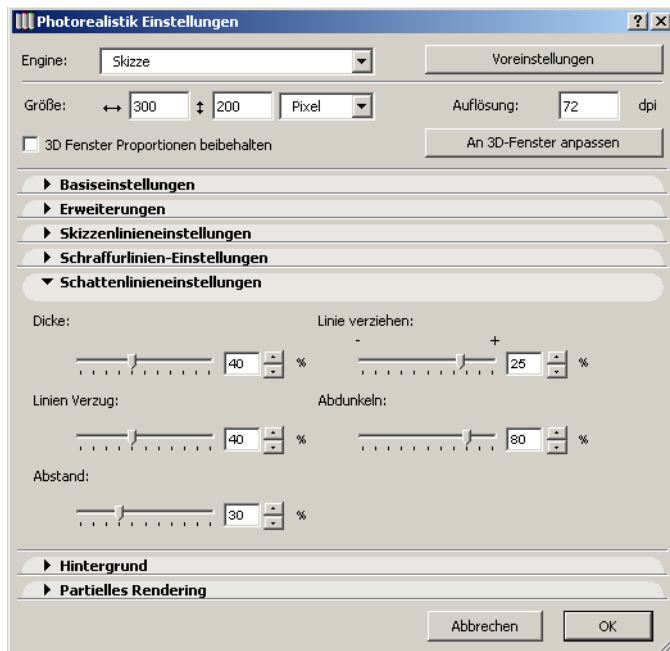 Photorealistik Einstellungen
Engine: Skizze Voreinstellungen
Größe: 300 200 Pixel Auflösung: 72 dpi
3D Fenster Proportionen beibehalten An 3D-Fenster anpassen
Basiseinstellungen
Erweiterungen
Skizzenlinieneinstellungen
Schraffurlinien-Einstellungen
Schattenlinieneinstellungen
Dicke: Linie verziehen:
- +
40 % 25 %
Linien Verzug: Abdunkeln:
40 % 80 %
Abstand:
30 %
Hintergrund
Partielles Rendering
Abbrechen OK